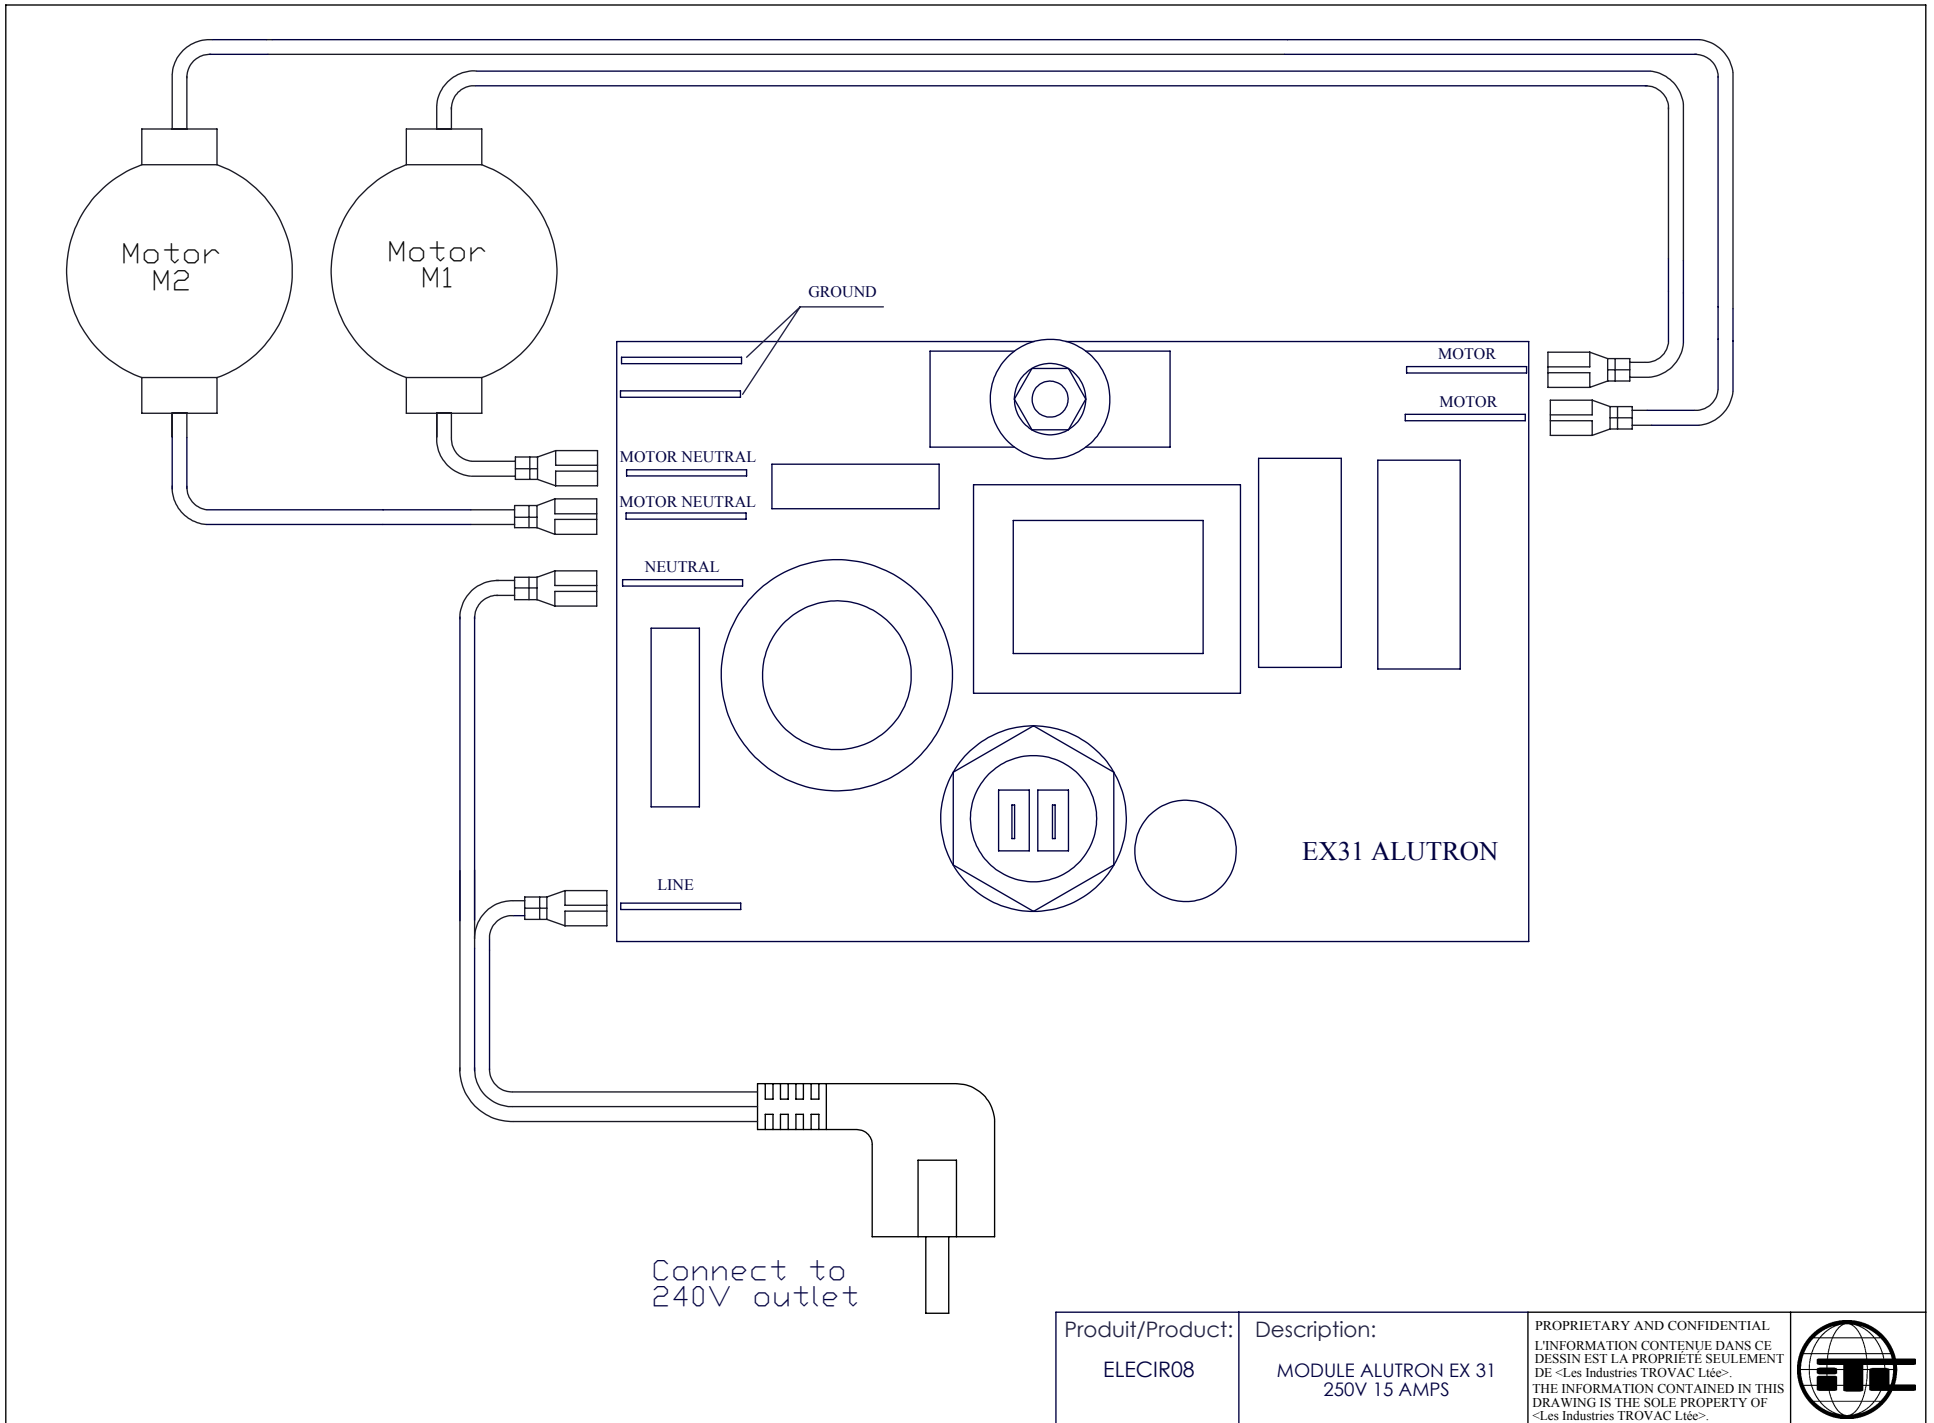 Motor
M2
Motor
M1
GROUND
MOTOR
MOTOR
MOTOR NEUTRAL
MOTOR NEUTRAL
NEUTRAL
LINE
EX31 ALUTRON
Connect to
240V outlet
Produit/Product:
ELECIR08
Description:
MODULE ALUTRON EX 31
250V 15 AMPS
PROPRIETARY AND CONFIDENTIAL
L'INFORMATION CONTENUE DANS CE
DESSIN EST LA PROPRIÉTÉ SEULEMENT
DE <Les Industries TROVAC Ltée>.
THE INFORMATION CONTAINED IN THIS
DRAWING IS THE SOLE PROPERTY OF
<Les Industries TROVAC Ltée>.